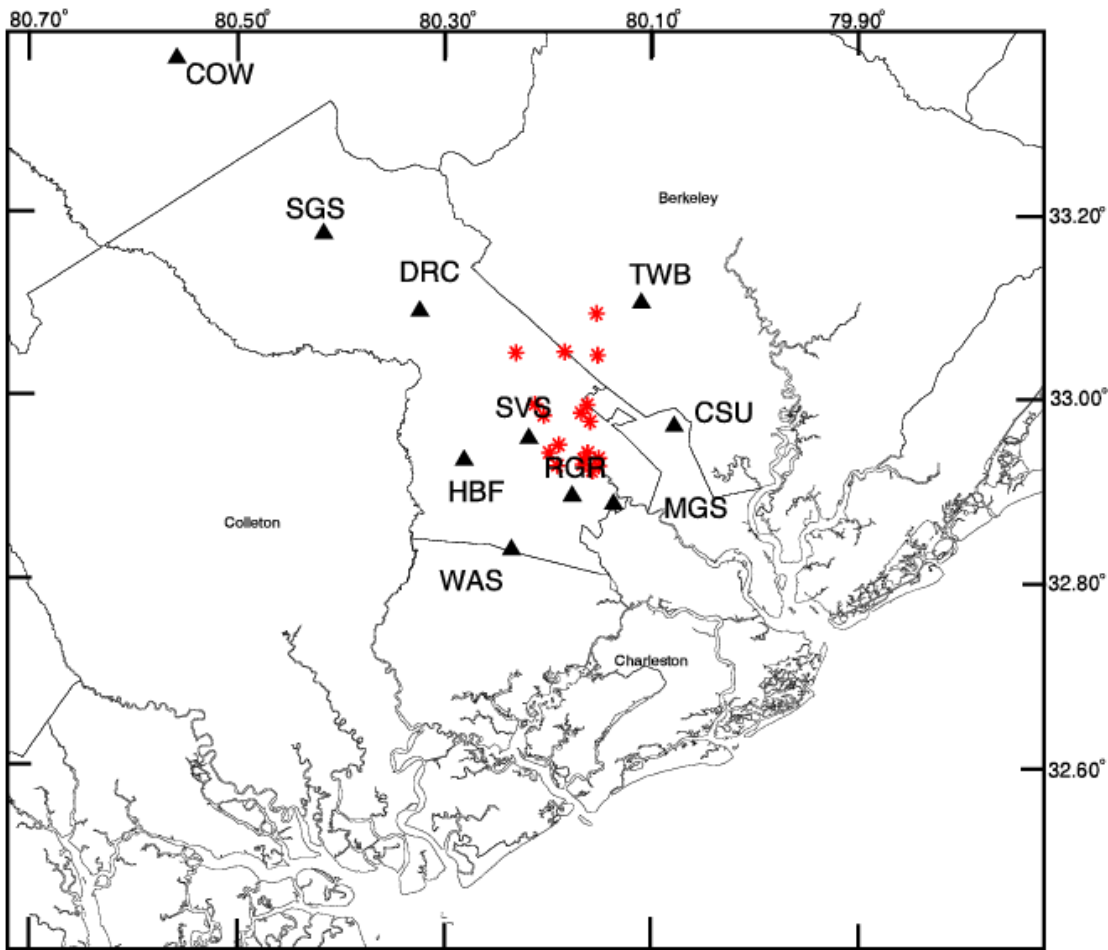 80.70°
80.50°
80.30°
80.10°
79.90°
COW
SGS
Berkeley
33.20°
DRC
TWB
33.00°
SVS
CSU
RGR
HBF
MGS
Colleton
WAS
32.80°
Charleston
32.60°